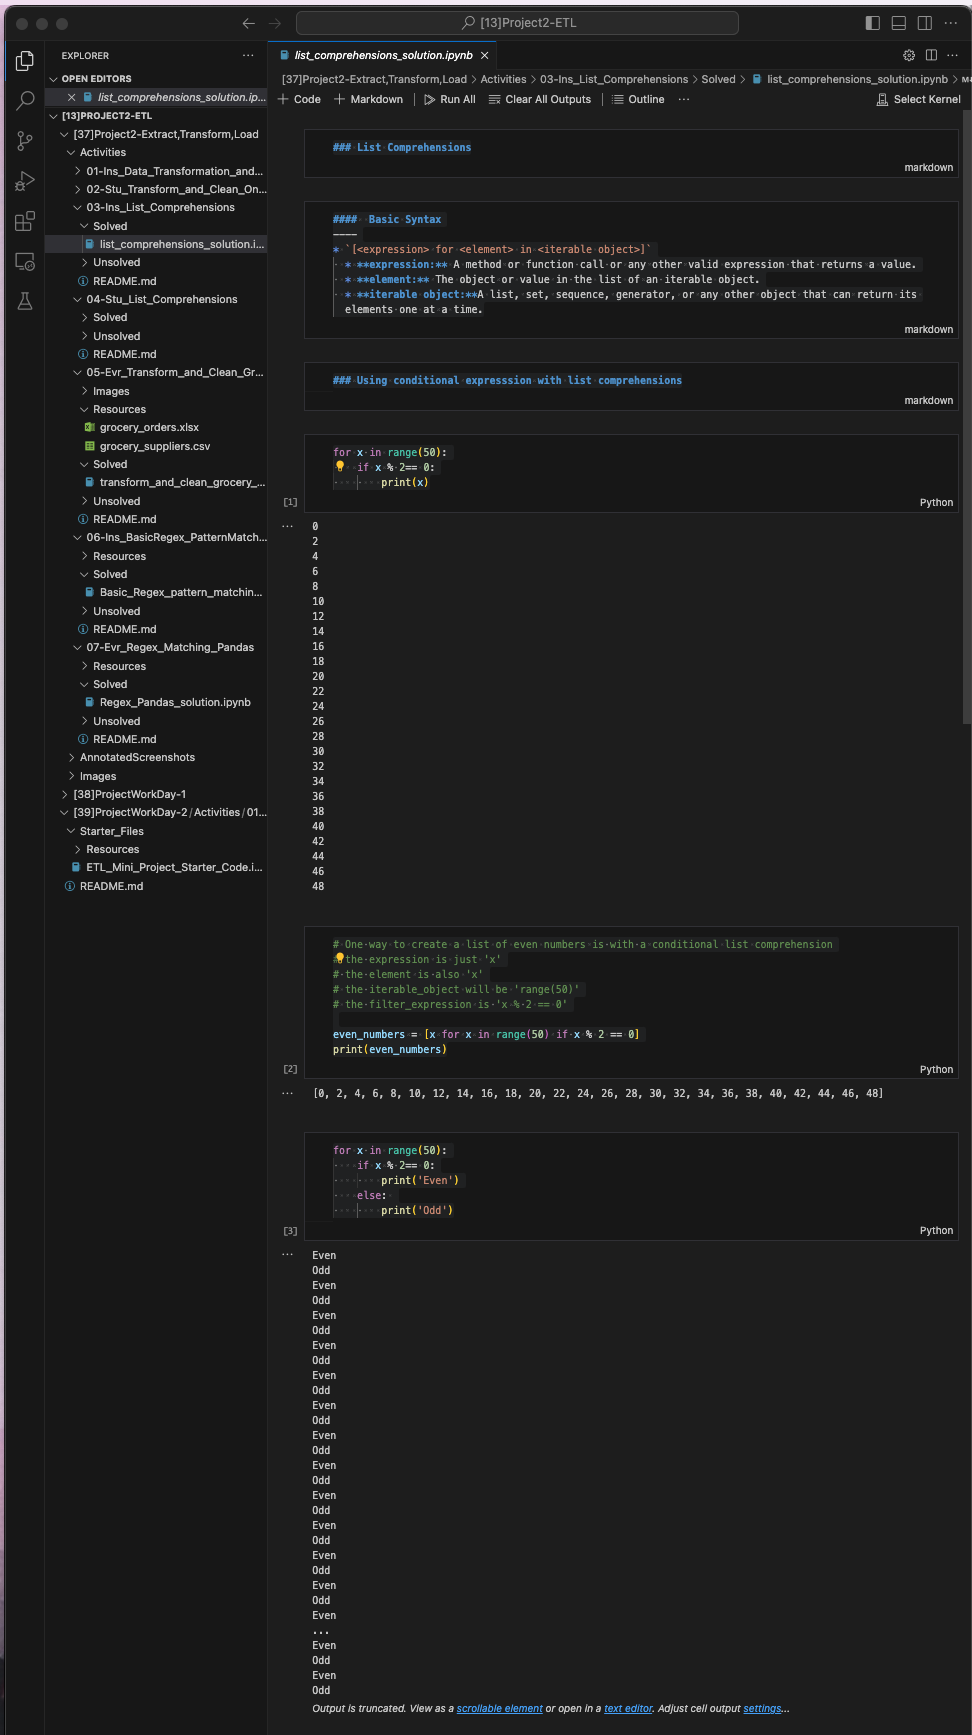 [13]Project2-ETL
EXPLORER
OPEN EDITORS
list_comprehensions_solution.ip...
[13]PROJECT2-ETL
[37]Project2-Extract,Transform,Load
Activities
01-Ins_Data_Transformation_and...
02-Stu_Transform_and_Clean_On...
03-Ins_List_Comprehensions
Solved
list_comprehensions_solution.i...
Unsolved
README.md
04-Stu_List_Comprehensions
Solved
Unsolved
README.md
05-Evr_Transform_and_Clean_Gr...
Images
Resources
grocery_orders.xlsx
grocery_suppliers.csv
Solved
transform_and_clean_grocery_...
Unsolved
README.md
06-Ins_BasicRegex_PatternMatch...
Resources
Solved
Basic_Regex_pattern_matchin...
Unsolved
README.md
07-Evr_Regex_Matching_Pandas
Resources
Solved
Regex_Pandas_solution.ipynb
Unsolved
README.md
AnnotatedScreenshots
Images
[38]ProjectWorkDay-1
[39]ProjectWorkDay-2/Activities/01...
Starter_Files
Resources
ETL_Mini_Project_Starter_Code.i...
README.md
list_comprehensions_solution.ipynb
[37]Project2-Extract,Transform,Load > Activities > 03-Ins_List_Comprehensions > Solved > list_comprehensions_solution.ipynb >
+ Code + Markdown Run All Clear All Outputs Outline ... Select Kernel
### List Comprehensions
markdown
#### Basic Syntax
----
* `[<expression> for <element> in <iterable object>]`
* **expression:** A method or function call or any other valid expression that returns a value.
* **element:** The object or value in the list of an iterable object.
* **iterable object:**A list, set, sequence, generator, or any other object that can return its
elements one at a time.
markdown
### Using conditional expresssion with list comprehensions
markdown
for x in range(50):
if x % 2== 0:
print(x)
[1]
Python
0
2
4
6
8
10
12
14
16
18
20
22
24
26
28
30
32
34
36
38
40
42
44
46
48
# One way to create a list of even numbers is with a conditional list comprehension
# the expression is just 'x'
# the element is also 'x'
# the iterable_object will be 'range(50)'
# the filter_expression is 'x % 2 == 0'
even_numbers = [x for x in range(50) if x % 2 == 0]
print(even_numbers)
[2]
Python
[0, 2, 4, 6, 8, 10, 12, 14, 16, 18, 20, 22, 24, 26, 28, 30, 32, 34, 36, 38, 40, 42, 44, 46, 48]
for x in range(50):
if x % 2== 0:
print('Even')
else:
print('Odd')
[3]
Python
Even
Odd
Even
Odd
Even
Odd
Even
Odd
Even
Odd
Even
Odd
Even
Odd
Even
Odd
Even
Odd
Even
Odd
Even
Odd
Even
Odd
Even
...
Even
Odd
Even
Odd
Output is truncated. View as a scrollable element or open in a text editor. Adjust cell output settings...